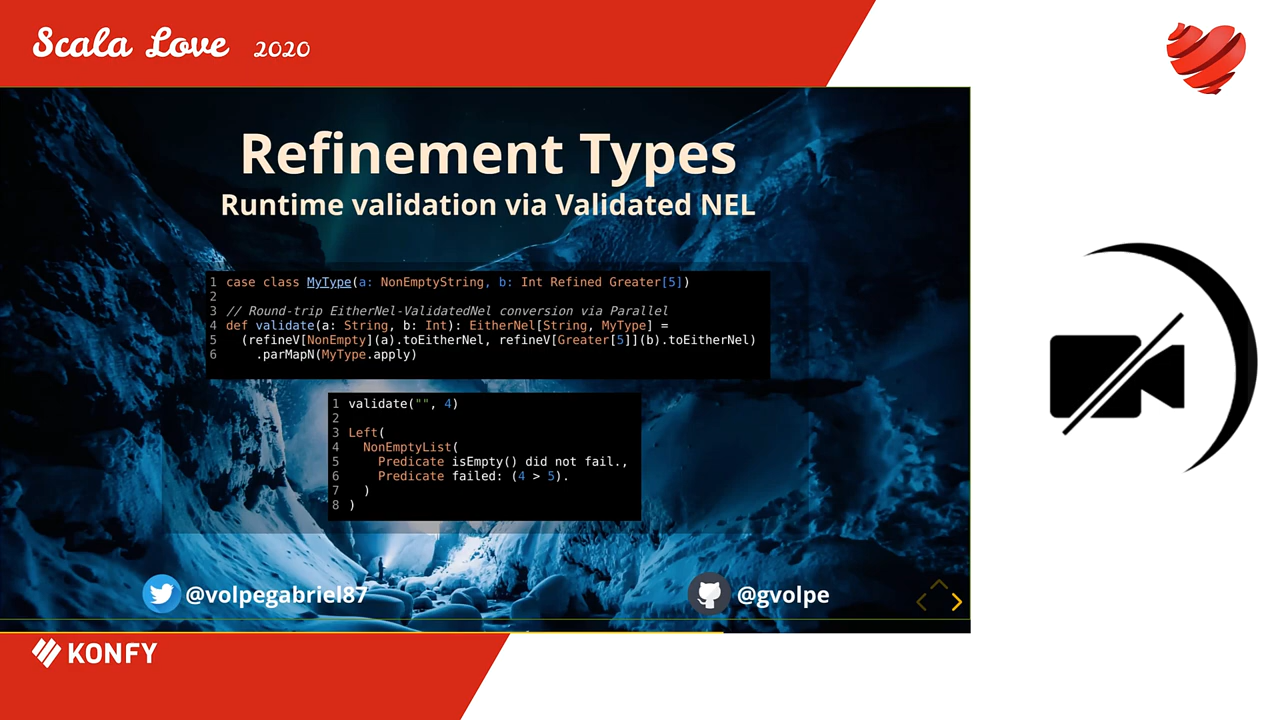 Scala Love 2020
Refinement Types
Runtime validation via Validated NEL
1 case class MyType(a: NonEmptyString, b: Int Refined Greater[5])
2
3 // Round-trip EitherNel-ValidatedNel conversion via Parallel
4 def validate(a: String, b: Int): EitherNel[String, MyType] =
5   (refineV[NonEmpty](a).toEitherNel, refineV[Greater[5]](b).toEitherNel)
6     .parMapN(MyType.apply)
1 validate("", 4)
2
3 Left(
4   NonEmptyList(
5     Predicate isEmpty() did not fail.,
6     Predicate failed: (4 > 5).
7   )
8 )
@volpegabriel87
@gvolpe
KONFY